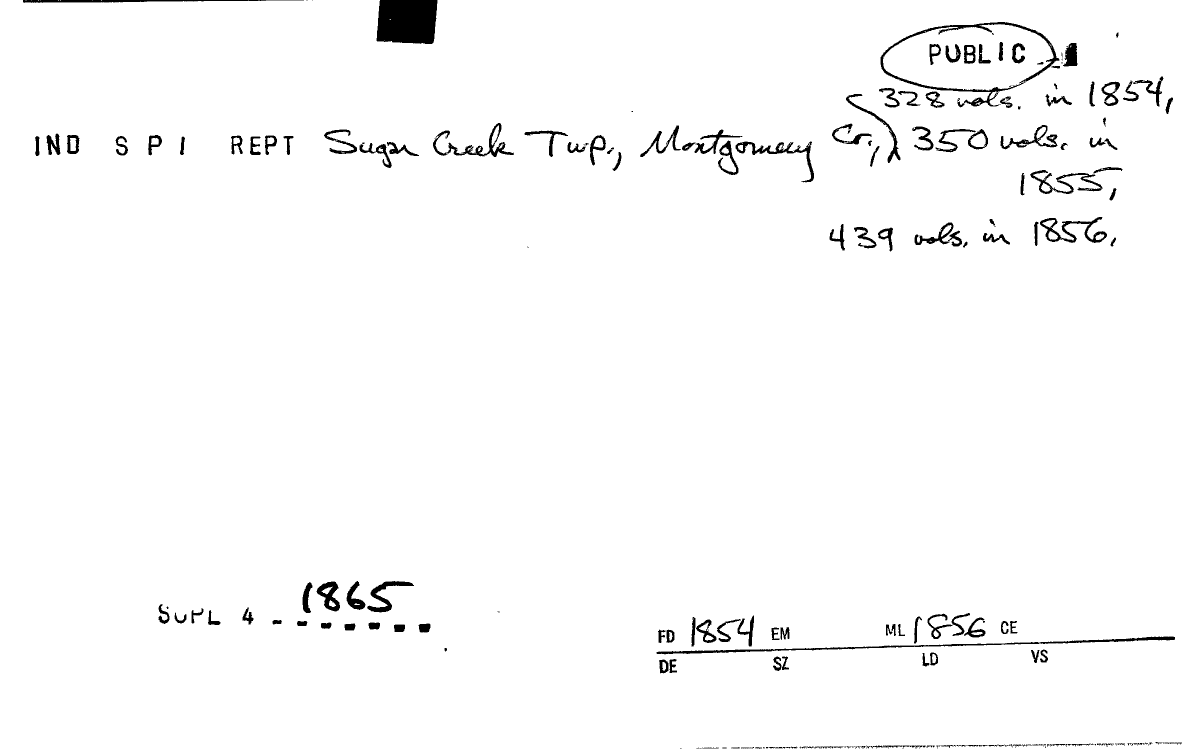 PUBLIC
328 vols. in 1854,
IND S P I REPT Sugar Creek Twp., Montgomery Co., 350 vols. in
1855,
439 vols. in 1856.
SUPL 4 - 1865
FD 1854 EM ML 1856 CE
DE SZ LD VS